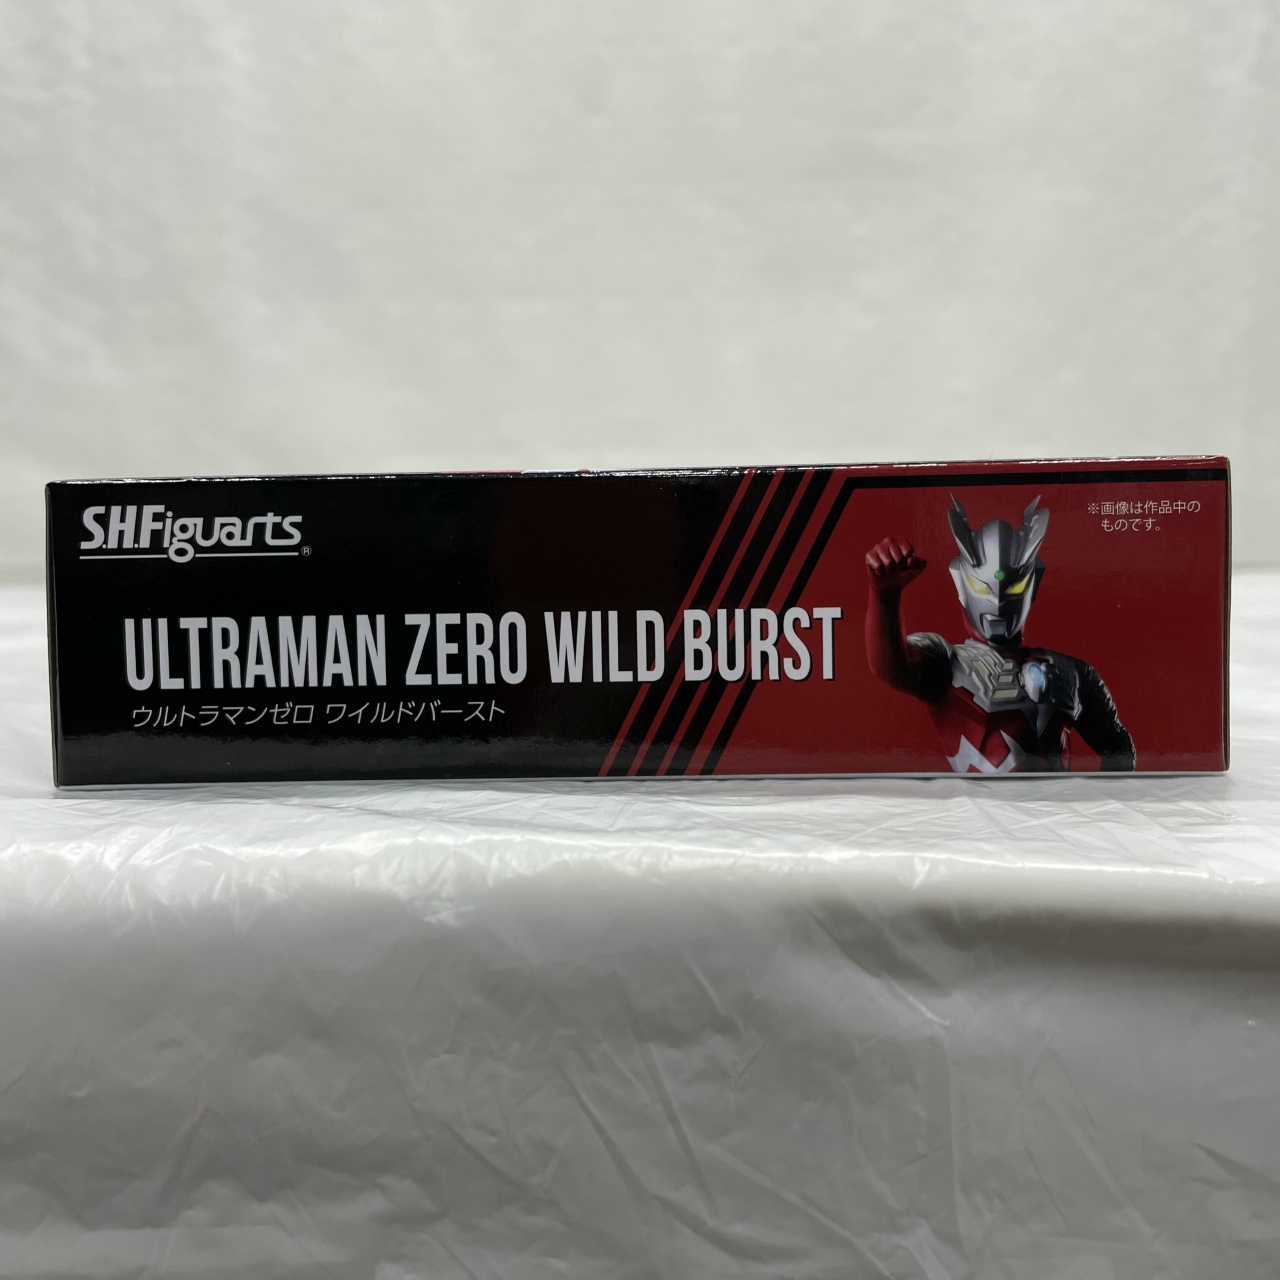 S.H.Figuarts®
ULTRAMAN ZERO WILD BURST
ウルトラマンゼロ ワイルドバースト
※画像は作品中の
ものです。